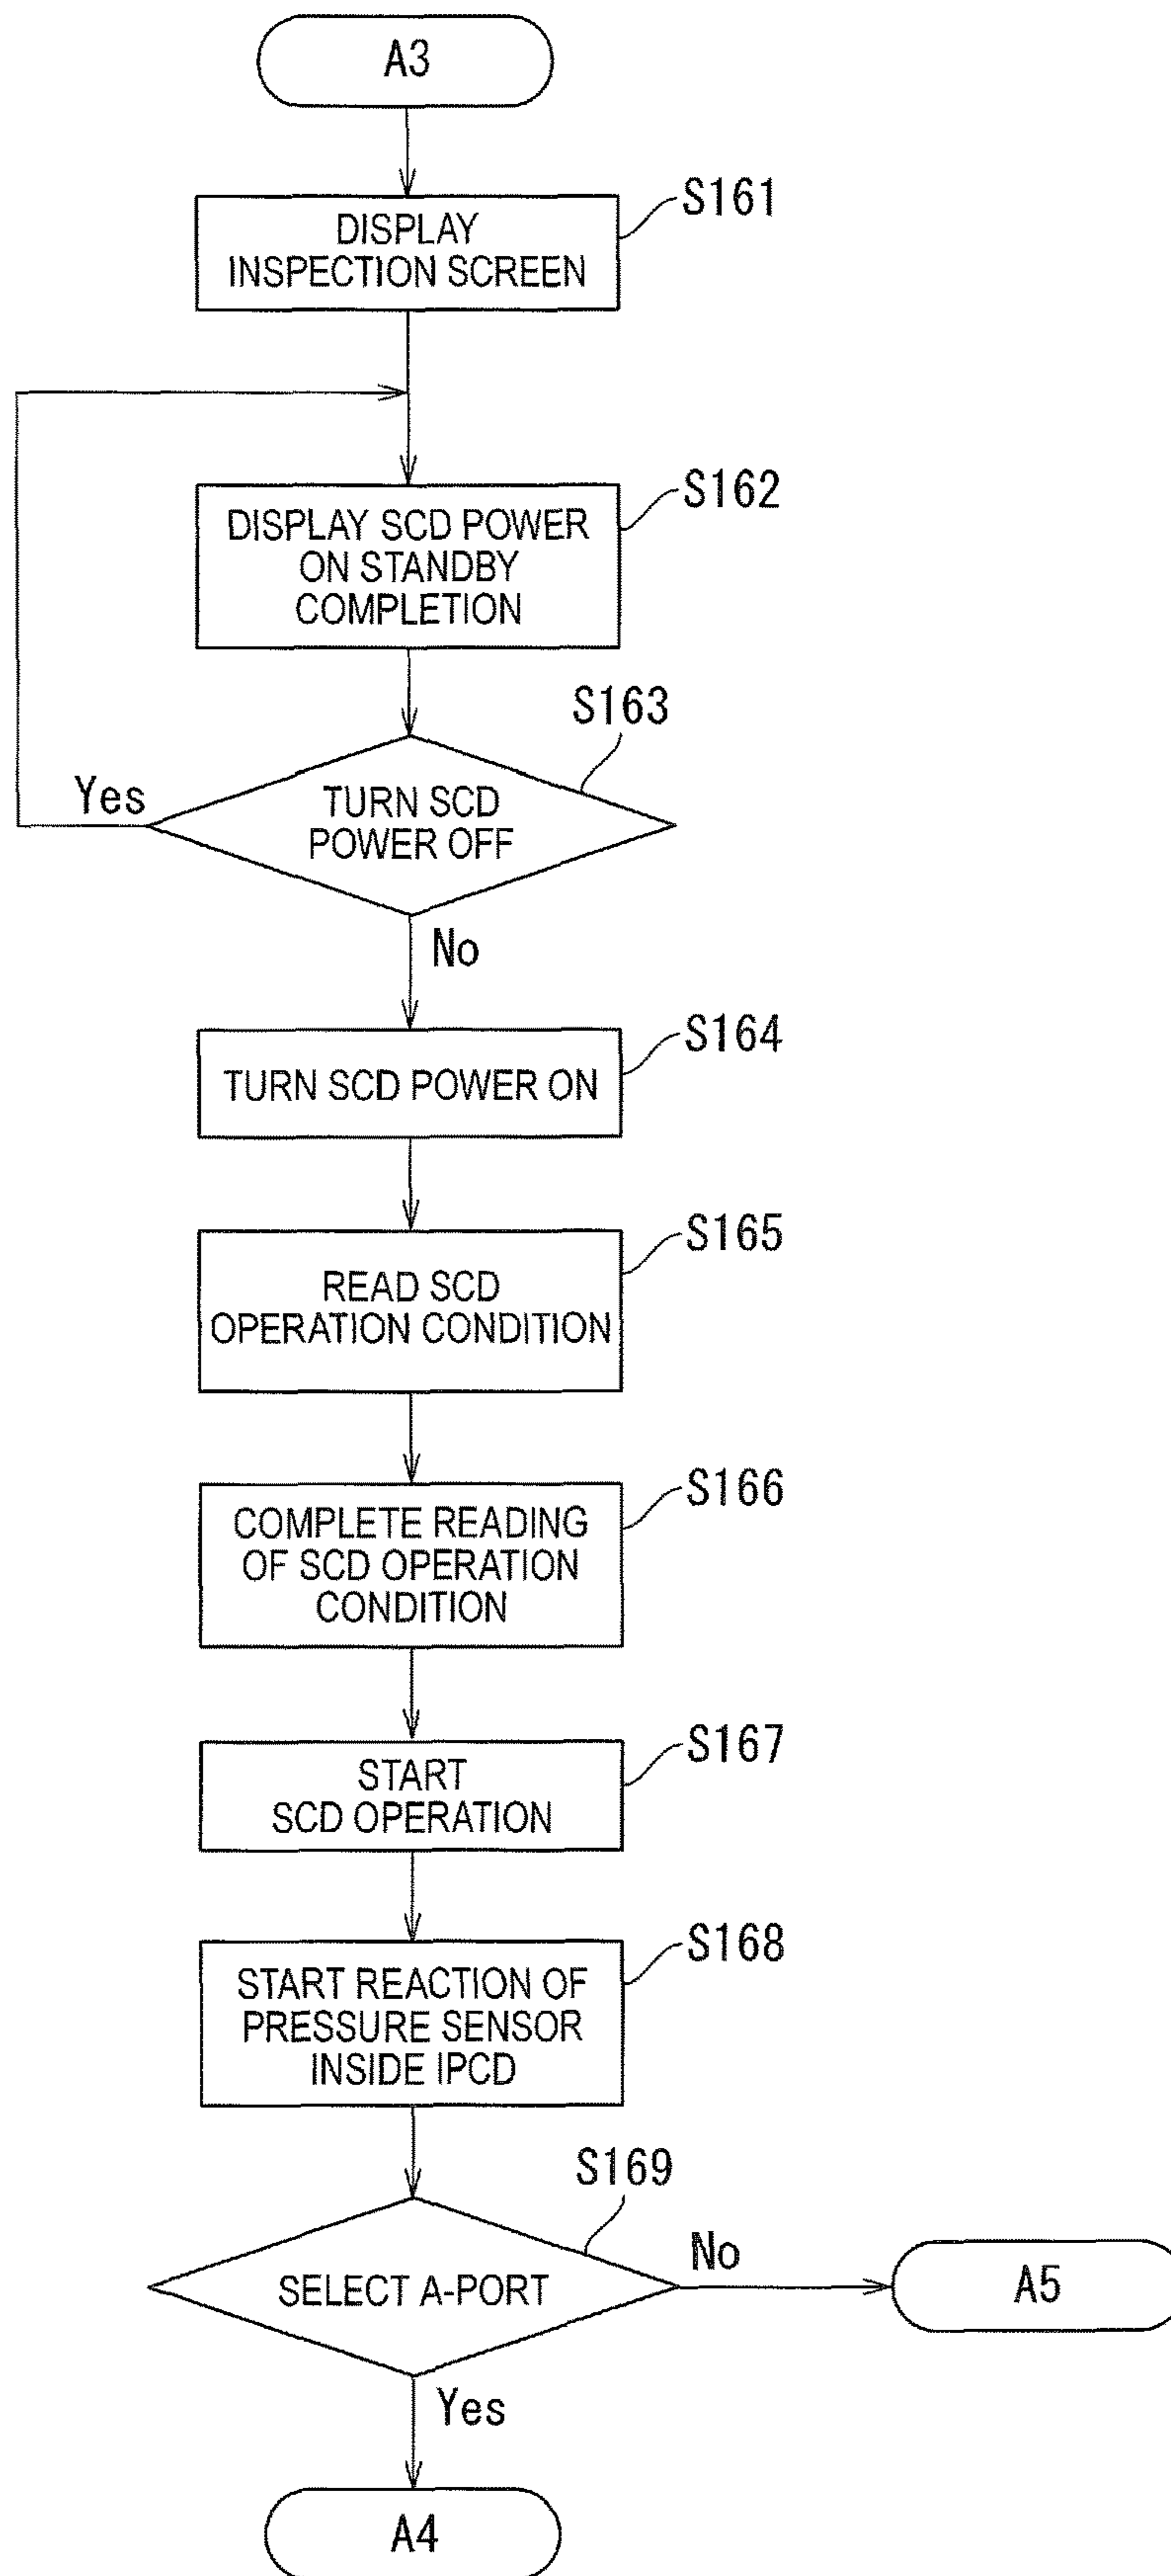 A3
S161
DISPLAY
INSPECTION SCREEN
S162
DISPLAY SCD POWER
ON STANDBY
COMPLETION
S163
Yes
TURN SCD
POWER OFF
No
S164
TURN SCD POWER ON
S165
READ SCD
OPERATION CONDITION
S166
COMPLETE READING
OF SCD OPERATION
CONDITION
S167
START
SCD OPERATION
S168
START REACTION OF
PRESSURE SENSOR
INSIDE IPCD
S169
SELECT A-PORT
No
A5
Yes
A4